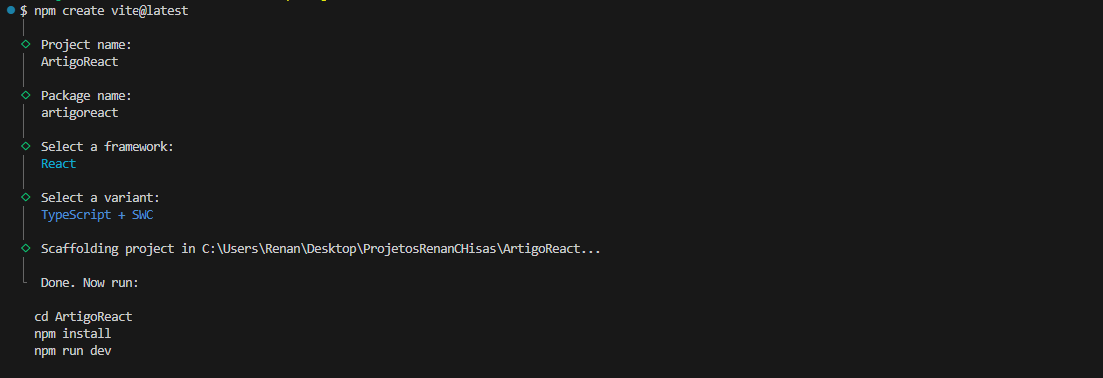 $ npm create vite@latest
Project name:
ArtigoReact
Package name:
artigoreact
Select a framework:
React
Select a variant:
TypeScript + SWC
Scaffolding project in C:\Users\Renan\Desktop\ProjetosRenanCHisas\ArtigoReact...
Done. Now run:
cd ArtigoReact
npm install
npm run dev